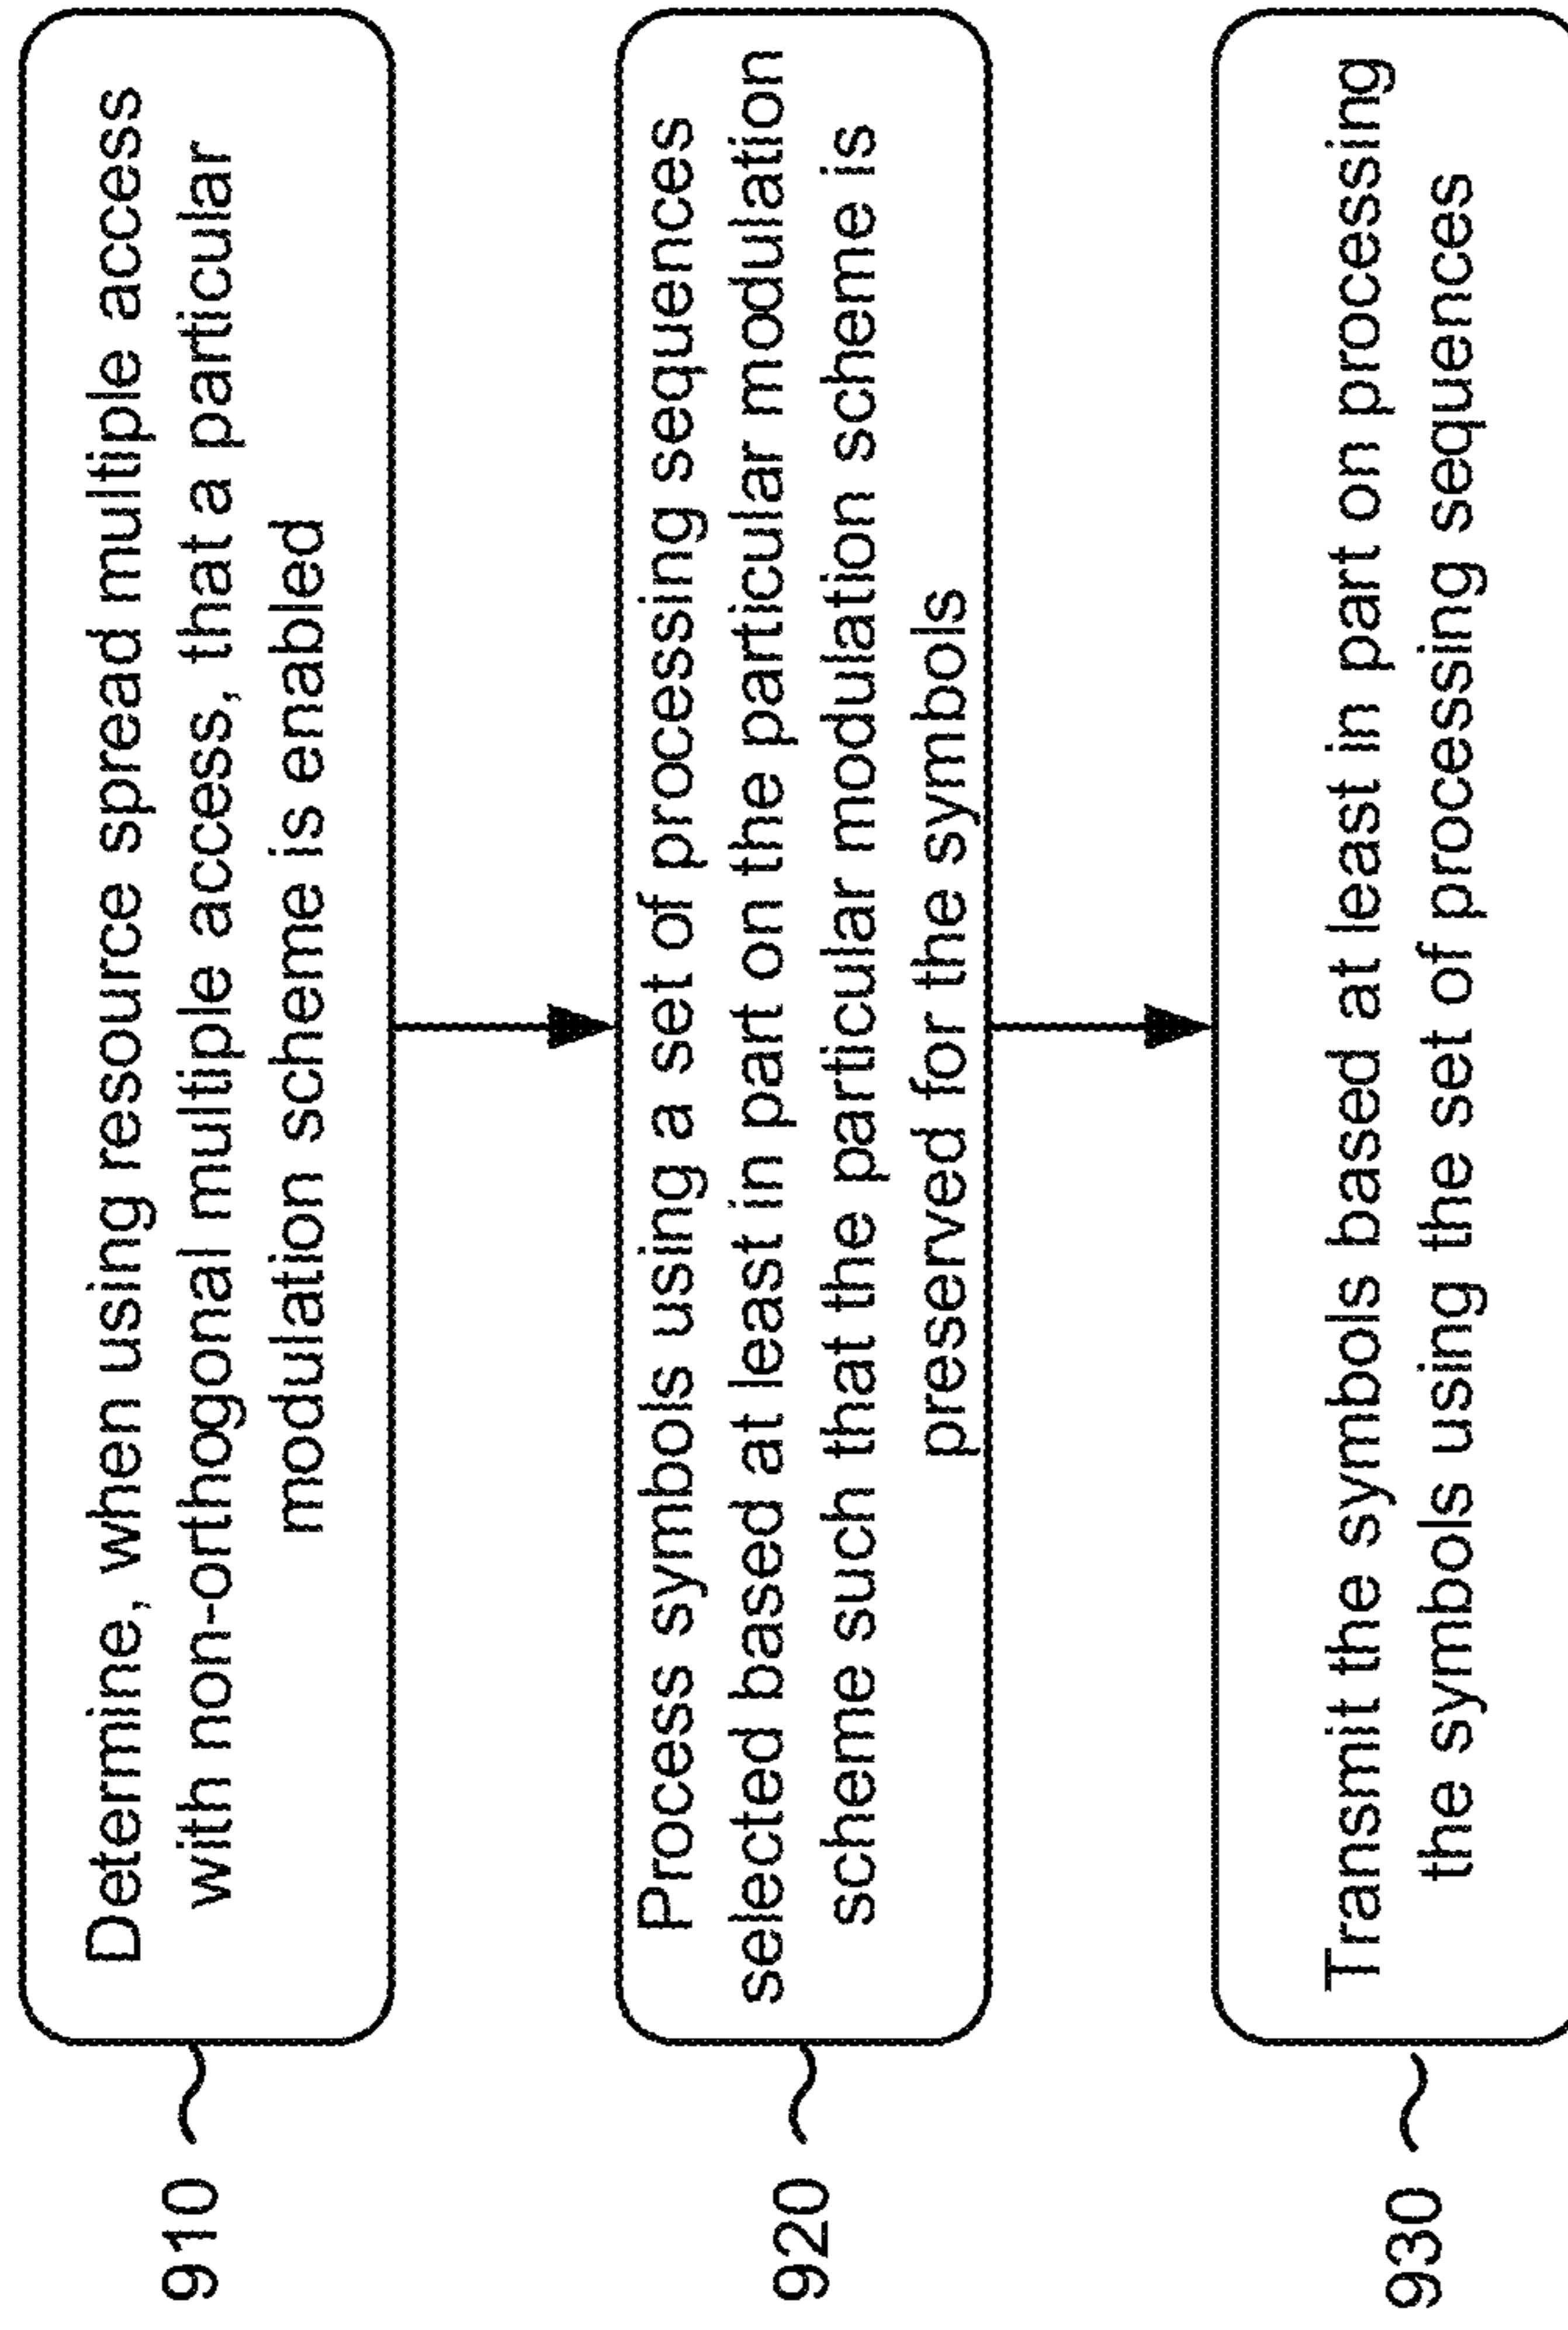 910
Determine, when using resource spread multiple access
with non-orthogonal multiple access, that a particular
modulation scheme is enabled
920
Process symbols using a set of processing sequences
selected based at least in part on the particular modulation
scheme such that the particular modulation scheme is
preserved for the symbols
930
Transmit the symbols based at least in part on processing
the symbols using the set of processing sequences